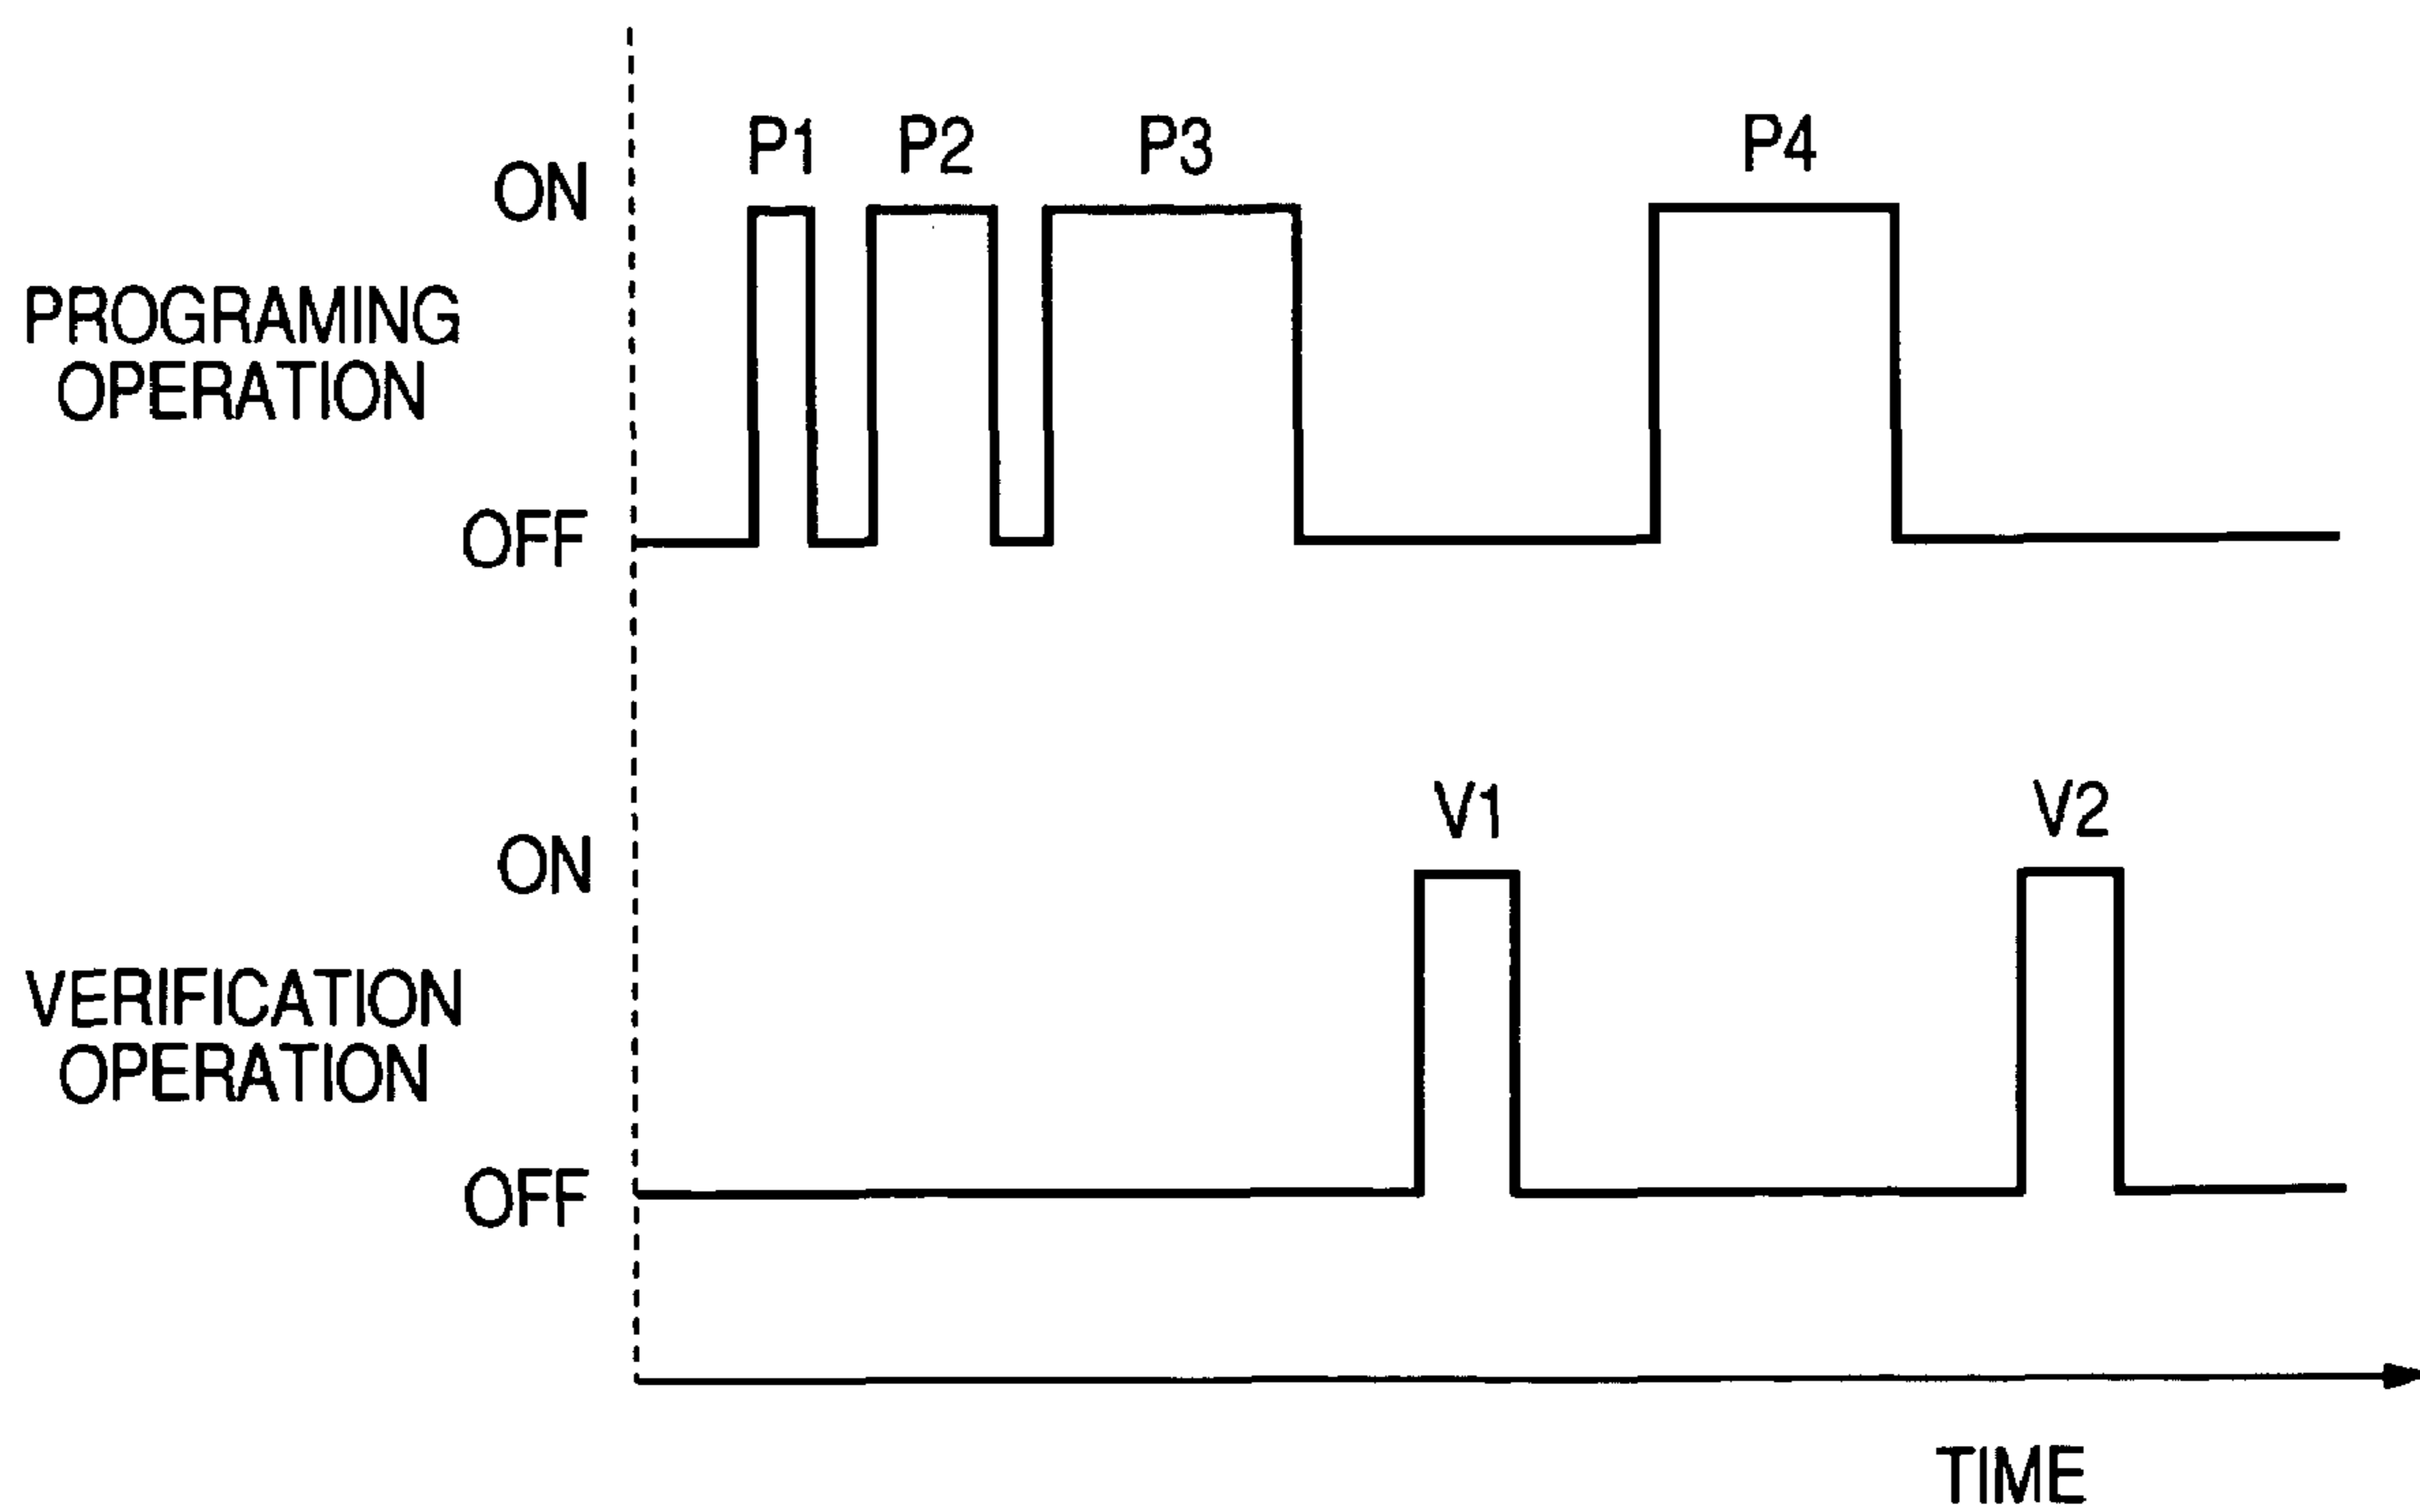 P1 P2 P3 P4
ON
PROGRAMING
OPERATION
OFF
V1 V2
ON
VERIFICATION
OPERATION
OFF
TIME